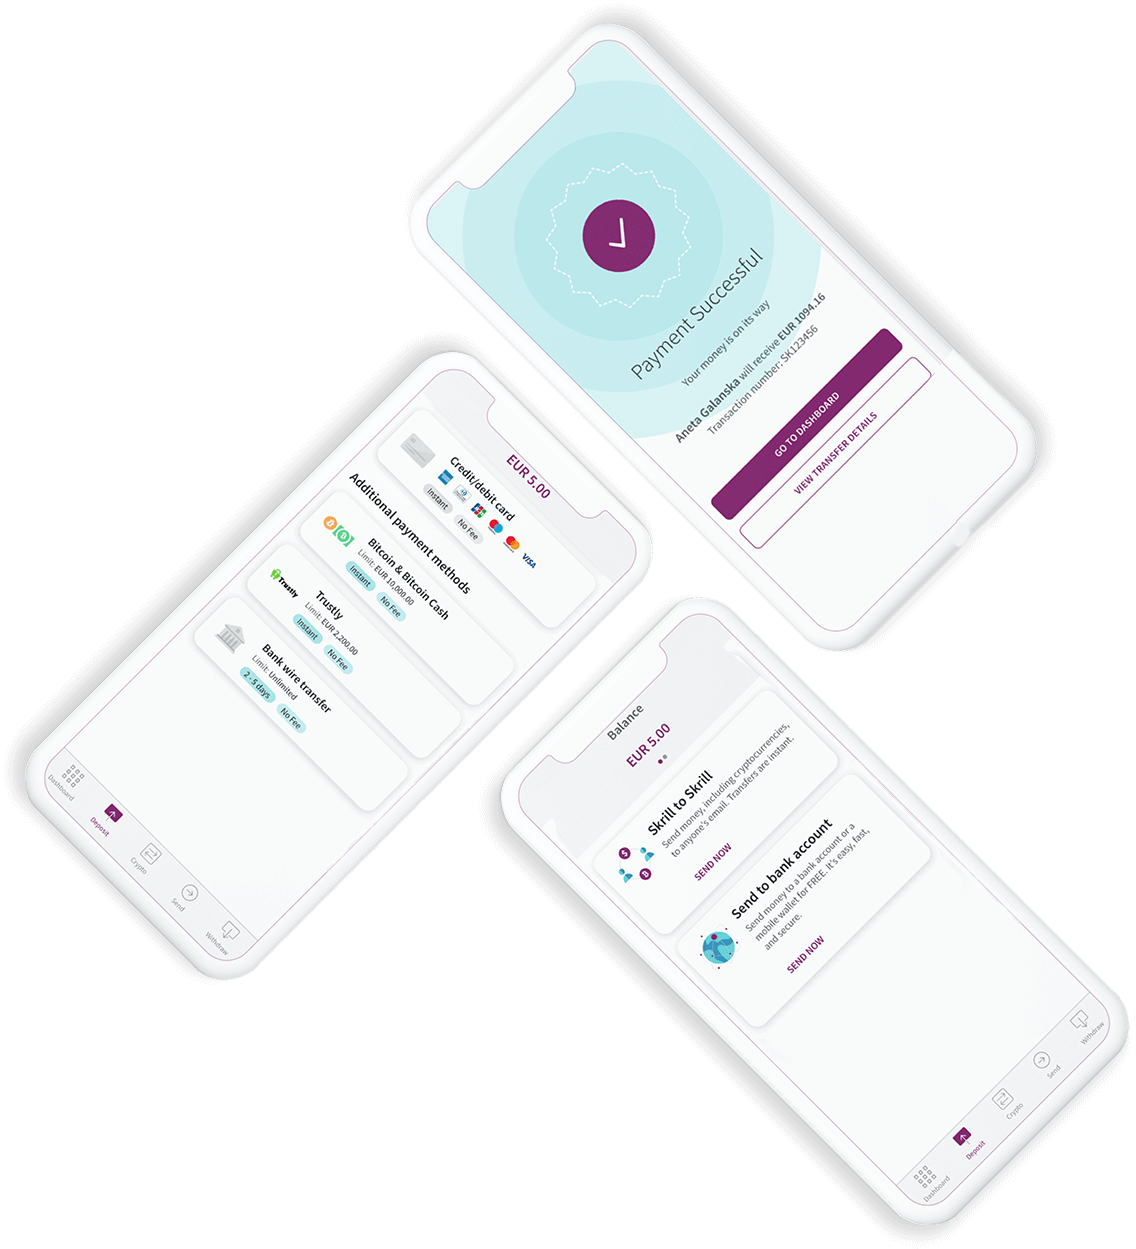 Payment Successful
Your money is on its way
Aneta Galanska will receive EUR 1094.16
Transaction number: SK123456
GO TO DASHBOARD
VIEW TRANSFER DETAILS
EUR 5.00
Credit/debit card
VISA
Instant
No Fee
Additional payment methods
Bitcoin & Bitcoin Cash
Limit: EUR 10,000.00
Instant
No Fee
Trustly
Trustly
Limit: EUR 2,200.00
Instant
No Fee
Bank wire transfer
Limit: Unlimited
2 - 5 days
No Fee
Dashboard
Deposit
Crypto
Send
Withdraw
Balance
EUR 5.00
Skrill to Skrill
Send money, including cryptocurrencies,
to anyone's email. Transfers are instant.
SEND NOW
Send to bank account
Send money to a bank account or a
mobile wallet for FREE. It's easy, fast,
and secure.
SEND NOW
Dashboard
Deposit
Crypto
Send
Withdraw